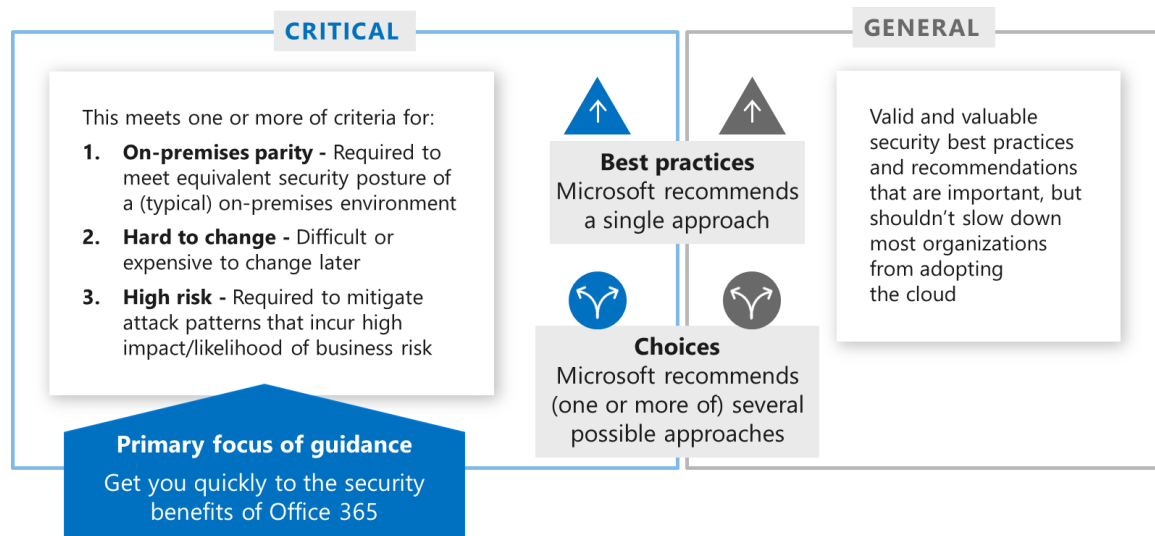 CRITICAL
This meets one or more of criteria for:
1. On-premises parity - Required to
meet equivalent security posture of
a (typical) on-premises environment
2. Hard to change - Difficult or
expensive to change later
3. High risk - Required to mitigate
attack patterns that incur high
impact/likelihood of business risk
Primary focus of guidance
Get you quickly to the security
benefits of Office 365
Best practices
Microsoft recommends
a single approach
Choices
Microsoft recommends
(one or more of) several
possible approaches
GENERAL
Valid and valuable
security best practices
and recommendations
that are important, but
shouldn’t slow down
most organizations
from adopting
the cloud